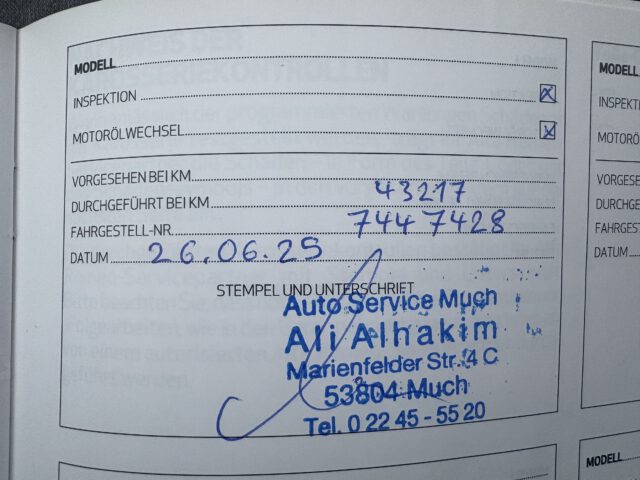 MODELL
INSPEKTION
MOTORÖLWECHSEL
VORGESEHEN BEI KM
DURCHGEFÜHRT BEI KM 43217
FAHRGESTELL-NR. 7447428
DATUM 26.06.25
STEMPEL UND UNTERSCHRIFT
Auto Service Much
Ali Alhakim
Marienfelder Str. 4 C
53804 Much
Tel. 0 22 45 - 55 20
MODELL
INSPEKTI
MOTORÖ
VORGESE
DURCHGE
FAHRGES
DATUM
MODELL
MODELL